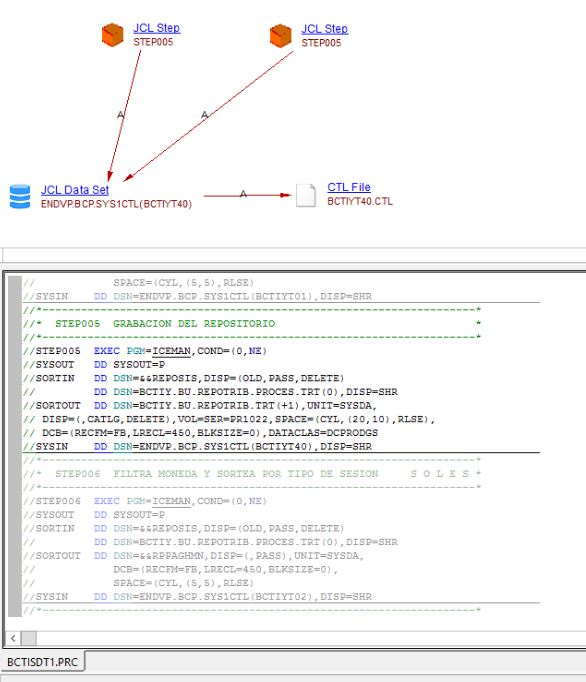 JCL Step
STEP005
JCL Step
STEP005
A
A
JCL Data Set
ENDVP.BCP.SYS1CTL(BCTIYT40)
A
CTL File
BCTIYT40.CTL
//            SPACE=(CYL,(5,5),RLSE)
//SYSIN    DD DSN=ENDVP.BCP.SYS1CTL(BCTIYT01),DISP=SHR
//*-----------------------------------------------------------------*
//*  STEP005  GRABACION DEL REPOSITORIO                              *
//*-----------------------------------------------------------------*
//STEP005  EXEC PGM=ICEMAN,COND=(0,NE)
//SYSOUT   DD SYSOUT=P
//SORTIN   DD DSN=&&REPOSIS,DISP=(OLD,PASS,DELETE)
//         DD DSN=BCTIY.BU.REPOTRIB.PROCES.TRT(0),DISP=SHR
//SORTOUT  DD DSN=BCTIY.BU.REPOTRIB.TRT(+1),UNIT=SYSDA,
// DISP=(,CATLG,DELETE),VOL=SER=PR1022,SPACE=(CYL,(20,10),RLSE),
// DCB=(RECFM=FB,LRECL=450,BLKSIZE=0),DATACLAS=DCPRODGS
//SYSIN    DD DSN=ENDVP.BCP.SYS1CTL(BCTIYT40),DISP=SHR
//*-----------------------------------------------------------------*
//*  STEP006  FILTRA MONEDA Y SORTEA POR TIPO DE SESION    S O L E S *
//*-----------------------------------------------------------------*
//STEP006  EXEC PGM=ICEMAN,COND=(0,NE)
//SYSOUT   DD SYSOUT=P
//SORTIN   DD DSN=&&REPOSIS,DISP=(OLD,PASS,DELETE)
//         DD DSN=BCTIY.BU.REPOTRIB.PROCES.TRT(0),DISP=SHR
//SORTOUT  DD DSN=&&RPPAGHMN,DISP=(,PASS),UNIT=SYSDA,
//            DCB=(RECFM=FB,LRECL=450,BLKSIZE=0),
//            SPACE=(CYL,(5,5),RLSE)
//SYSIN    DD DSN=ENDVP.BCP.SYS1CTL(BCTIYT02),DISP=SHR
//*-----------------------------------------------------------------*
BCTISDT1.PRC